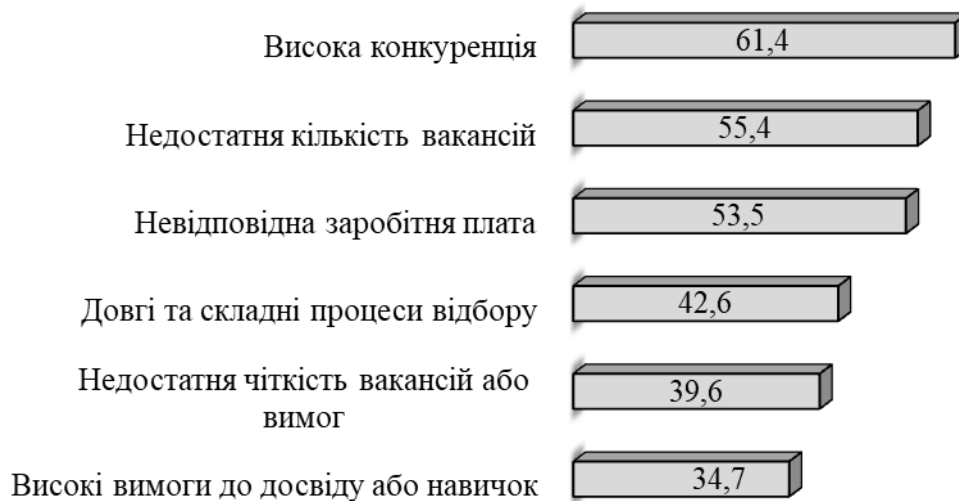 Висока конкуренція 61,4
Недостатня кількість вакансій 55,4
Невідповідна заробітня плата 53,5
Довгі та складні процеси відбору 42,6
Недостатня чіткість вакансій або
вимог 39,6
Високі вимоги до досвіду або навичок 34,7